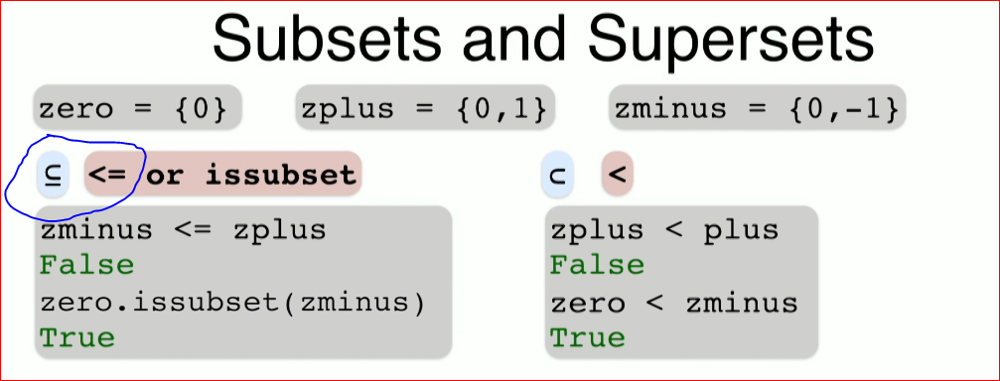 Subsets and Supersets
zero = {0} zplus = {0,1} zminus = {0,-1}
⊆ <= or issubset ⊂ <
zminus <= zplus
False
zero.issubset(zminus)
True
zplus < plus
False
zero < zminus
True